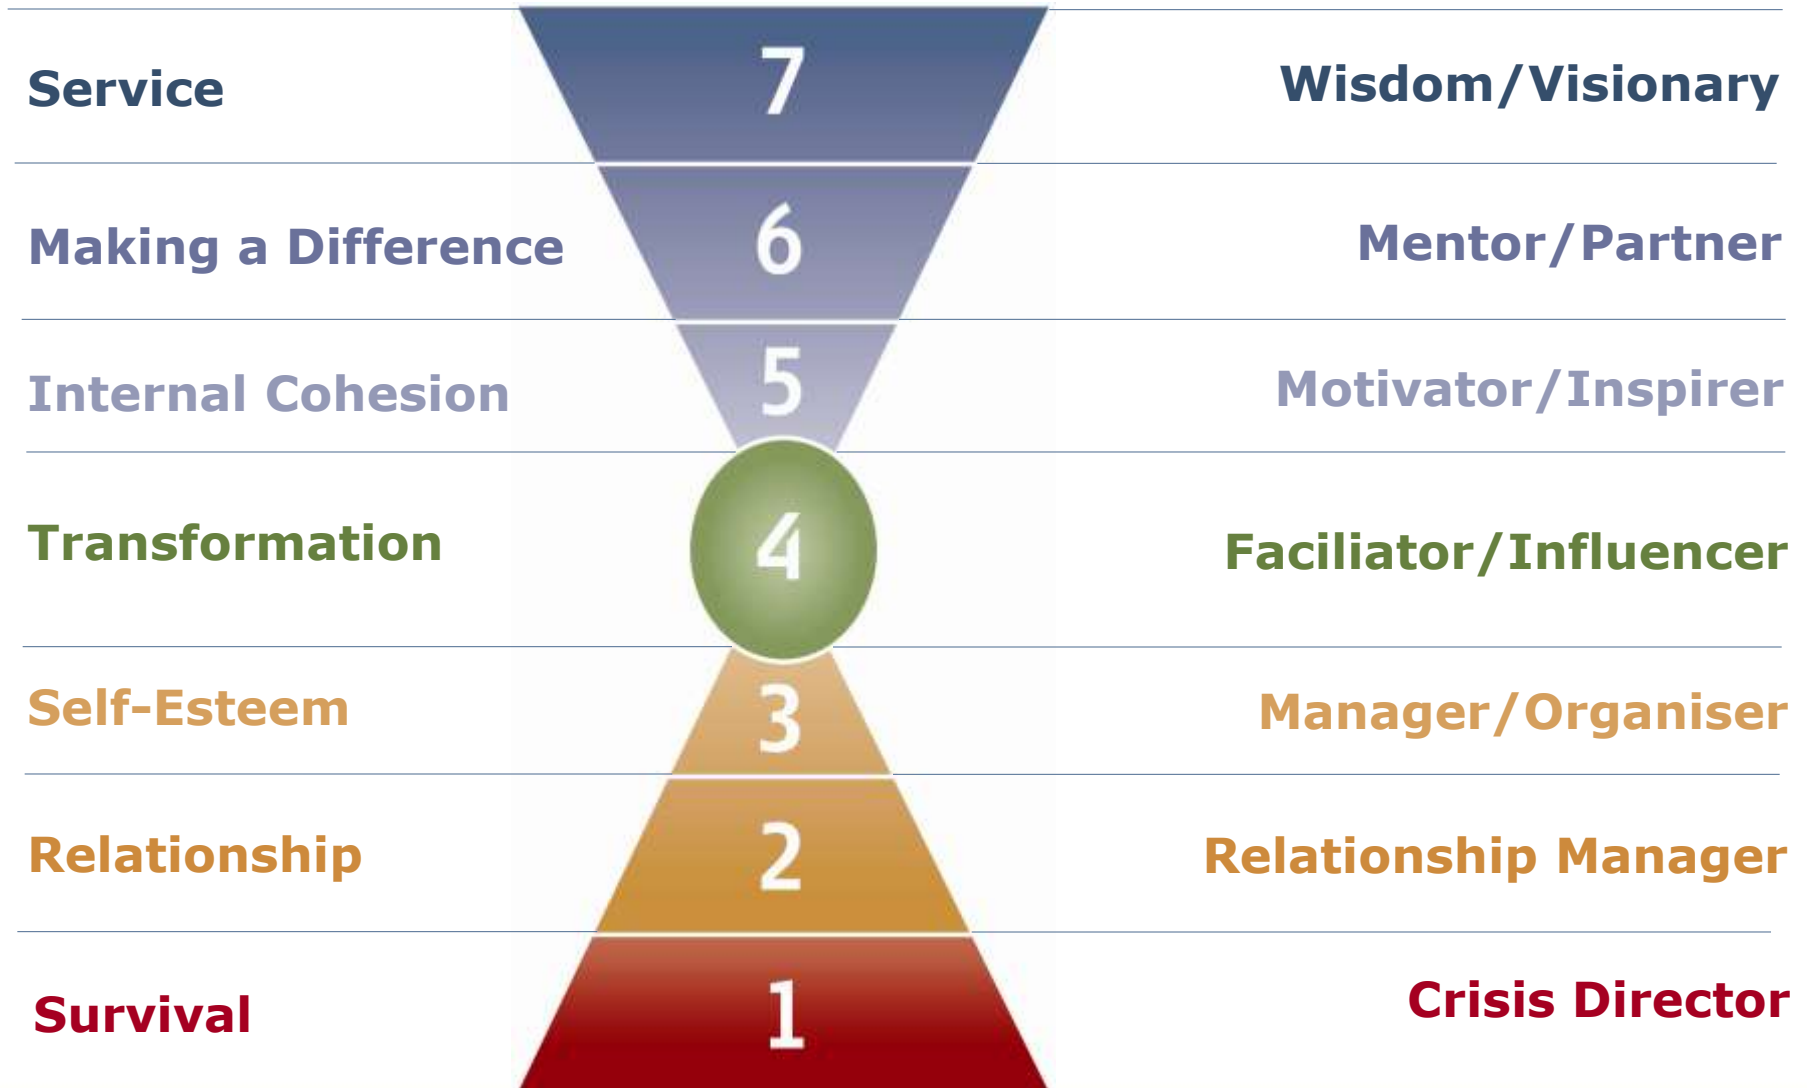 Service 7 Wisdom/Visionary
Making a Difference 6 Mentor/Partner
Internal Cohesion 5 Motivator/Inspirer
Transformation 4 Faciliator/Influencer
Self-Esteem 3 Manager/Organiser
Relationship 2 Relationship Manager
Survival 1 Crisis Director